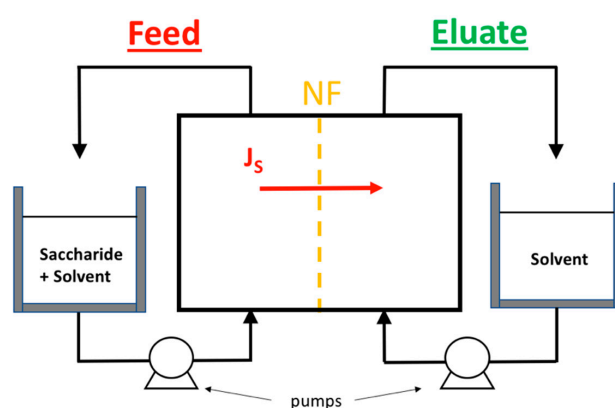 Feed
Eluate
NF
Js
Saccharide
+ Solvent
Solvent
pumps